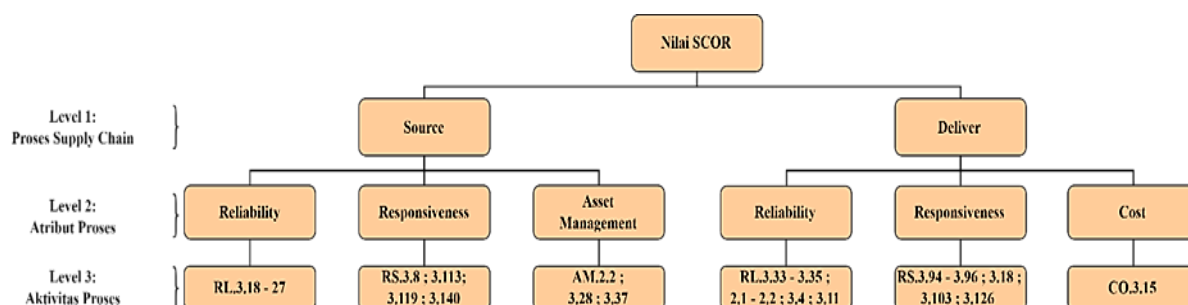 Nilai SCOR
Level 1:
Proses Supply Chain
Source
Deliver
Level 2:
Atribut Proses
Reliability
Responsiveness
Asset
Management
Reliability
Responsiveness
Cost
Level 3:
Aktivitas Proses
RL.3.18 - 27
RS.3.8 ; 3.113;
3.119 ; 3.140
AM.2.2 ;
3.28 ; 3.37
RL.3.33 - 3.35 ;
2.1 - 2.2 ; 3.4 ; 3.11
RS.3.94 - 3.96 ; 3.18 ;
3.103 ; 3.126
CO.3.15